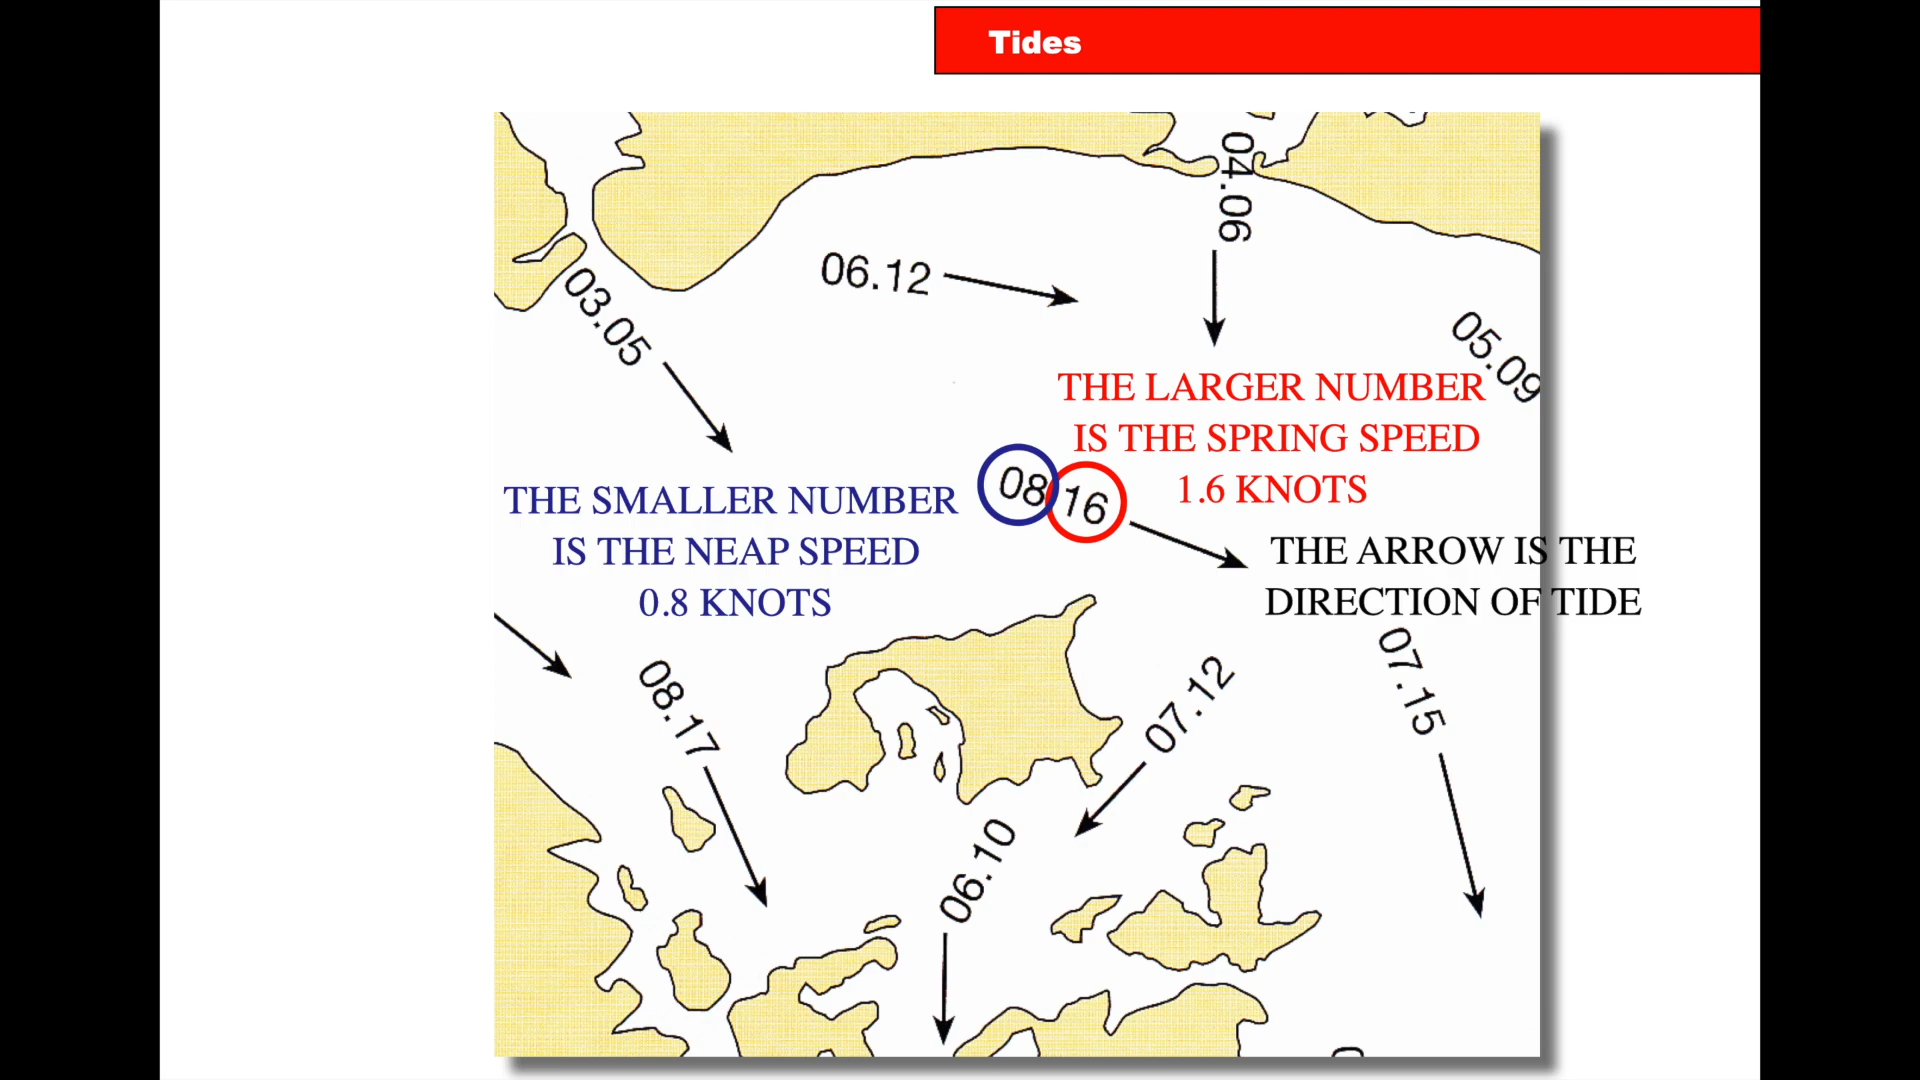 Tides
04.06
06.12
03.05
05.09
THE LARGER NUMBER
IS THE SPRING SPEED
1.6 KNOTS
08 16
THE SMALLER NUMBER
IS THE NEAP SPEED
0.8 KNOTS
THE ARROW IS THE
DIRECTION OF TIDE
08.17
07.12
07.15
06.10